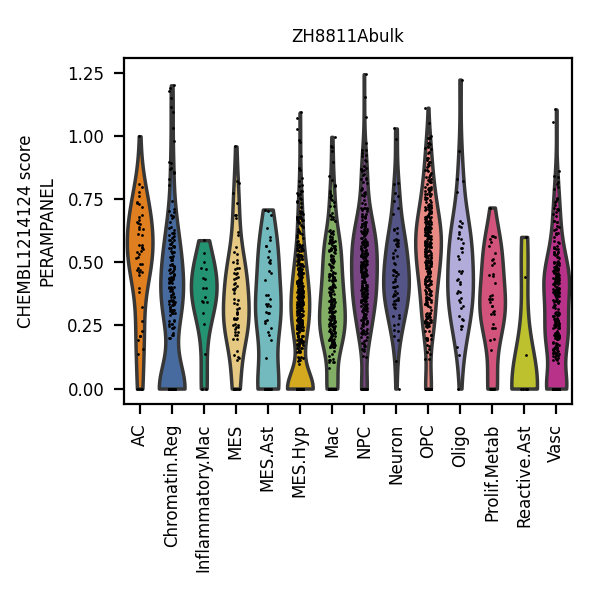 ZH8811Abulk
CHEMBL1214124 score
PERAMPANEL
1.25
1.00
0.75
0.50
0.25
0.00
AC
Chromatin.Reg
Inflammatory.Mac
MES
MES.Ast
MES.Hyp
Mac
NPC
Neuron
OPC
Oligo
Prolif.Metab
Reactive.Ast
Vasc